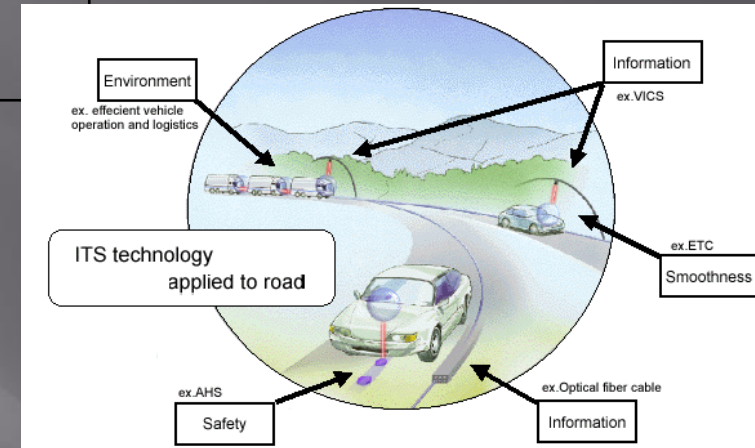 Environment
ex. effecient vehicle
operation and logistics
Information
ex.VICS
ITS technology
applied to road
ex.ETC
Smoothness
ex.AHS
Safety
ex.Optical fiber cable
Information